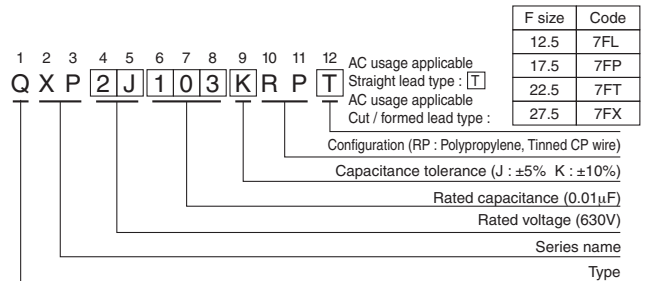 F size Code
12.5 7FL
17.5 7FP
22.5 7FT
27.5 7FX
1 2 3 4 5 6 7 8 9 10 11 12
Q X P 2 J 1 0 3 K R P T
AC usage applicable
Straight lead type : T
AC usage applicable
Cut / formed lead type :
Configuration (RP : Polypropylene, Tinned CP wire)
Capacitance tolerance (J : ±5% K : ±10%)
Rated capacitance (0.01μF)
Rated voltage (630V)
Series name
Type